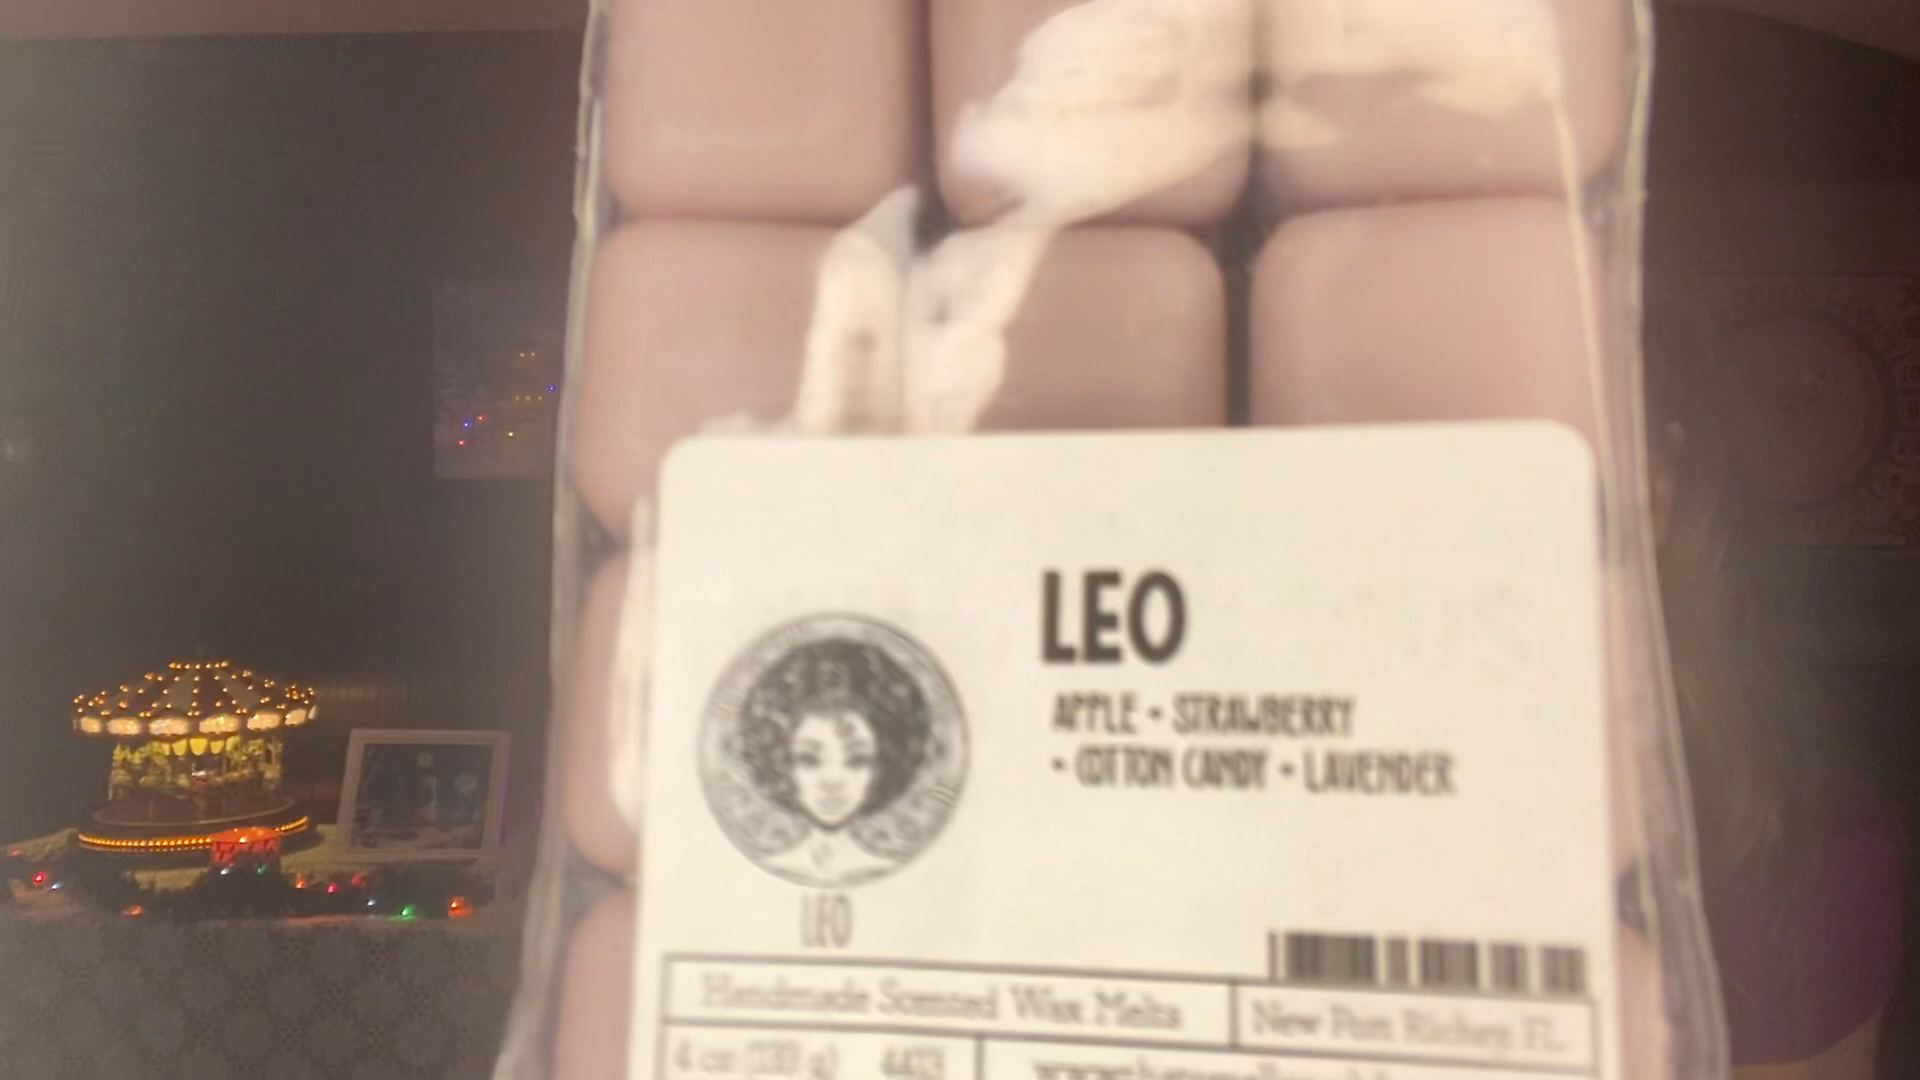 LEO
APPLE • STRAWBERRY
• COTTON CANDY • LAVENDER
LEO
Handmade Scented Wax Melts
New Port Richey, FL
4 oz